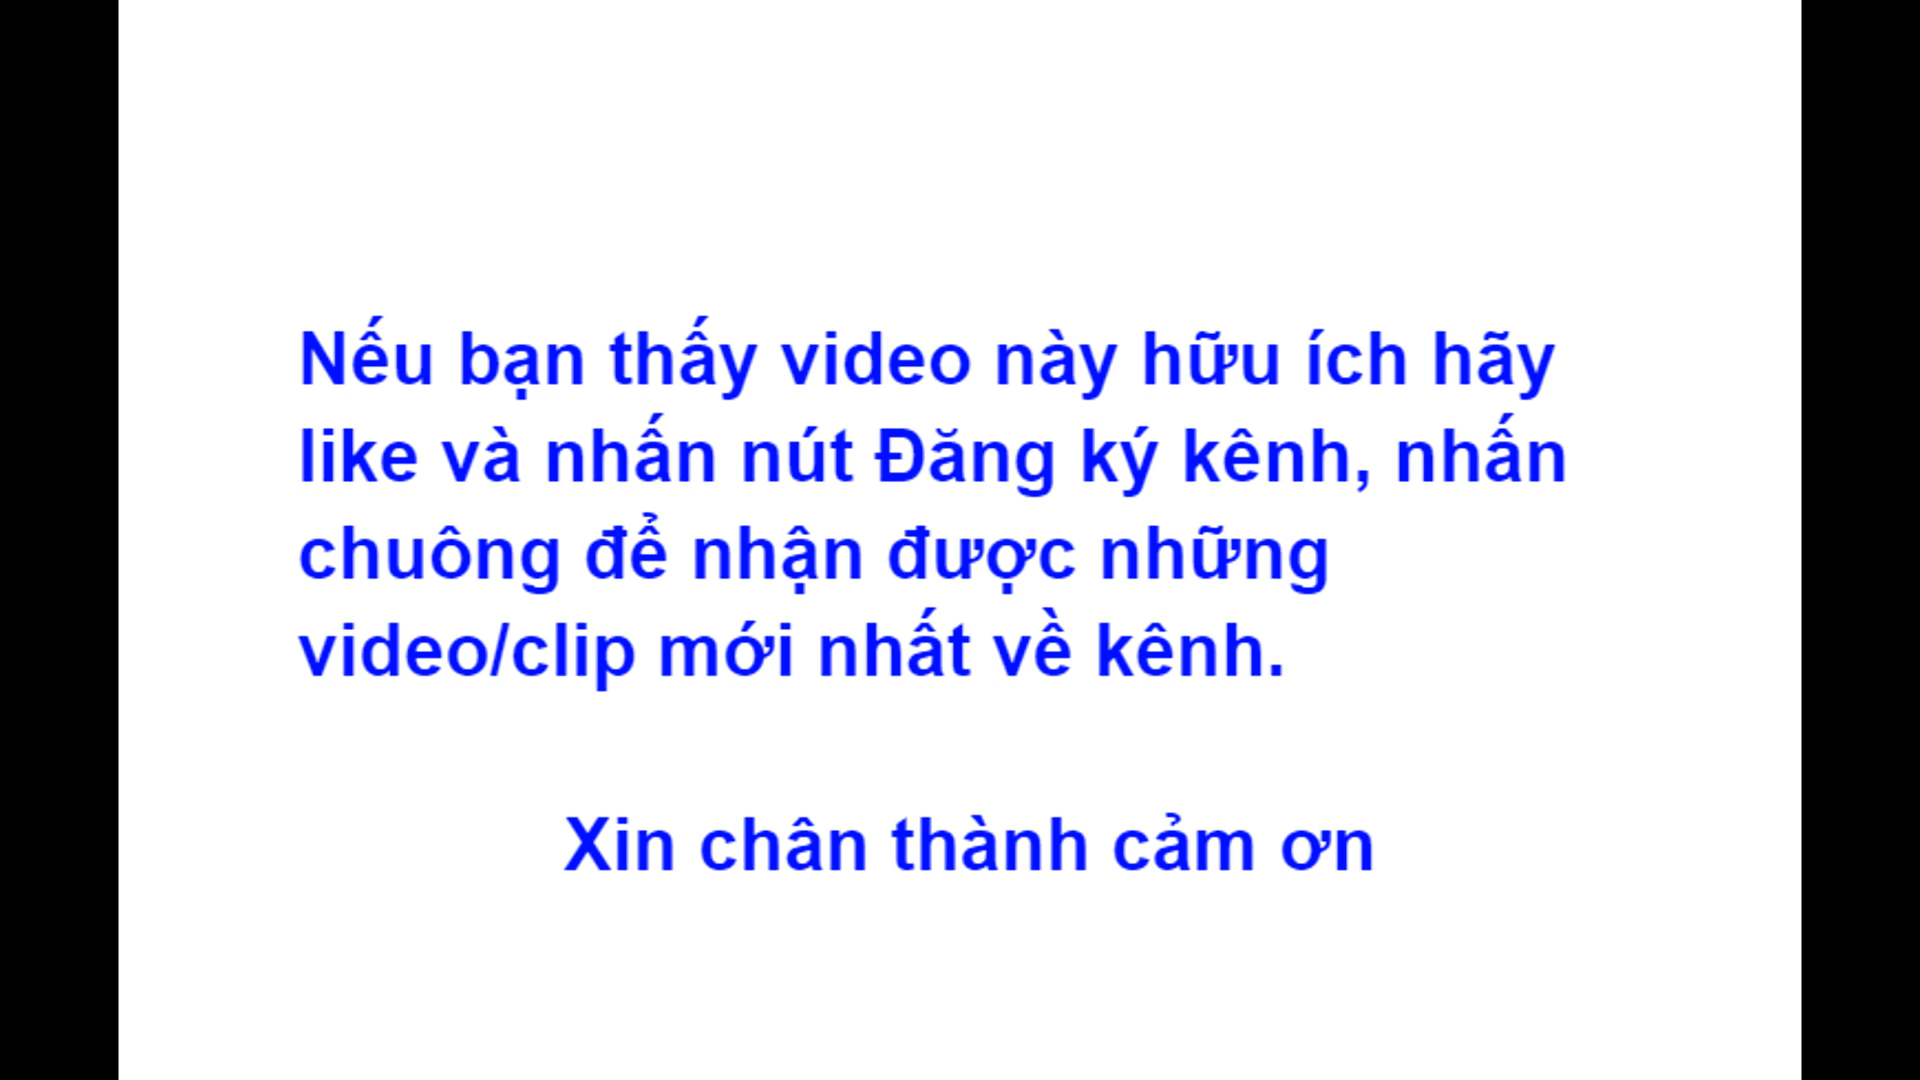 Nếu bạn thấy video này hữu ích hãy
like và nhấn nút Đăng ký kênh, nhấn
chuông để nhận được những
video/clip mới nhất về kênh.
Xin chân thành cảm ơn